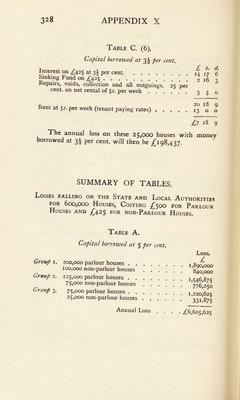 328 APPENDIX X
TABLE C. (6).
Capital borrowed at 3½ per cent.
£ s. d.
Interest on £425 at 3½ per cent. . . . . . . 14 17 6
Sinking Fund on £425 . . . . . . . . . 2 16 3
Repairs, voids, collection and all outgoings. 25 per
cent. on net rental of 5s. per week . . . . . . 3 5 0
20 18 9
Rent at 5s. per week (tenant paying rates) . . . . . 13 0 0
£7 18 9
The annual loss on these 25,000 houses with money
borrowed at 3½ per cent. will then be £198,437.
SUMMARY OF TABLES.
LOSSES FALLING ON THE STATE AND LOCAL AUTHORITIES
FOR 600,000 HOUSES, COSTING £500 FOR PARLOUR
HOUSES AND £425 FOR NON-PARLOUR HOUSES.
TABLE A.
Capital borrowed at 5 per cent.
Loss.
£
Group 1. 200,000 parlour houses . . . . . . . 1,890,000
100,000 non-parlour houses . . . . . . 840,000
Group 2. 125,000 parlour houses . . . . . . . 1,546,875
75,000 non-parlour houses . . . . . . 776,250
Group 3. 75,000 parlour houses . . . . . . . 1,220,625
25,000 non-parlour houses . . . . . . 331,875
Annual Loss . . . . £6,605,625